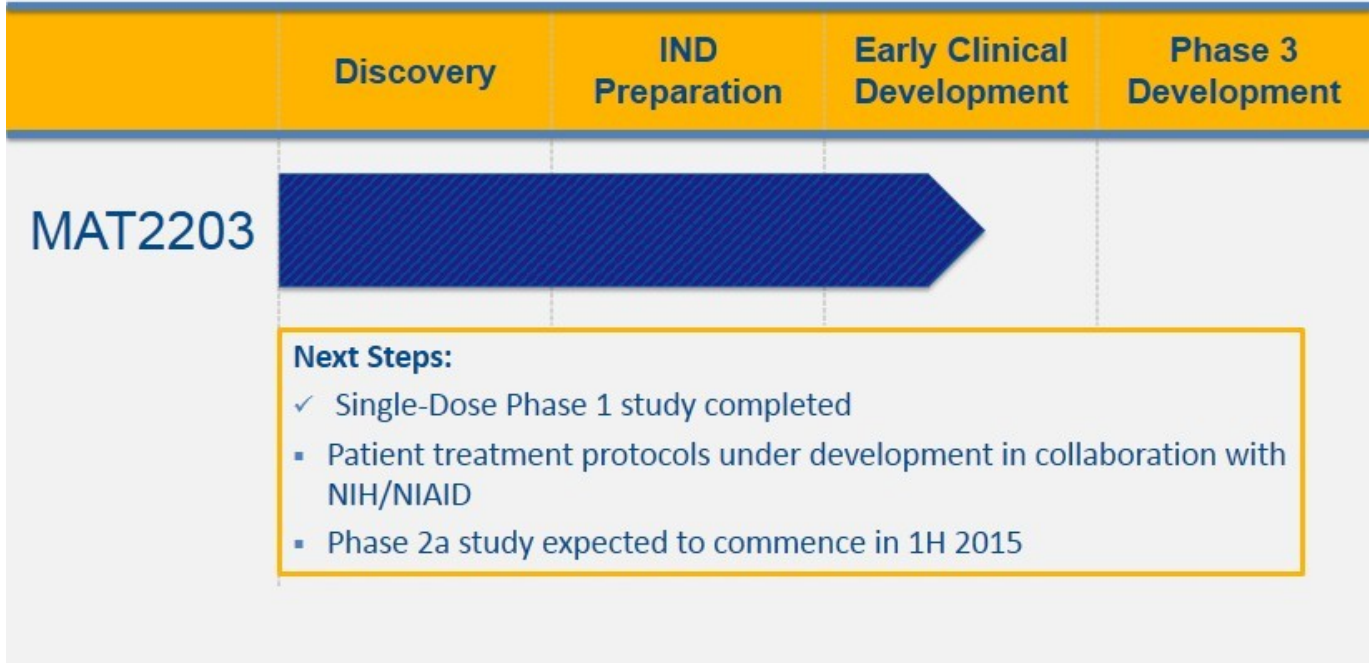 Discovery
IND
Preparation
Early Clinical
Development
Phase 3
Development
MAT2203
Next Steps:
✓ Single-Dose Phase 1 study completed
▪ Patient treatment protocols under development in collaboration with
NIH/NIAID
▪ Phase 2a study expected to commence in 1H 2015